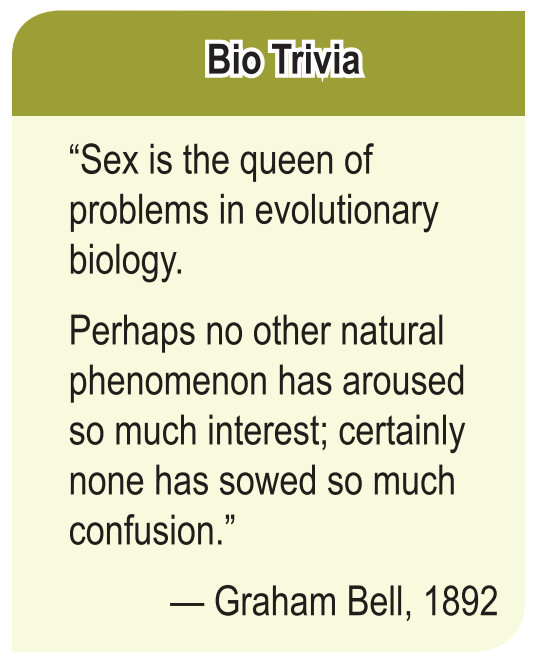 Bio Trivia
“Sex is the queen of
problems in evolutionary
biology.
Perhaps no other natural
phenomenon has aroused
so much interest; certainly
none has sowed so much
confusion.”
— Graham Bell, 1892